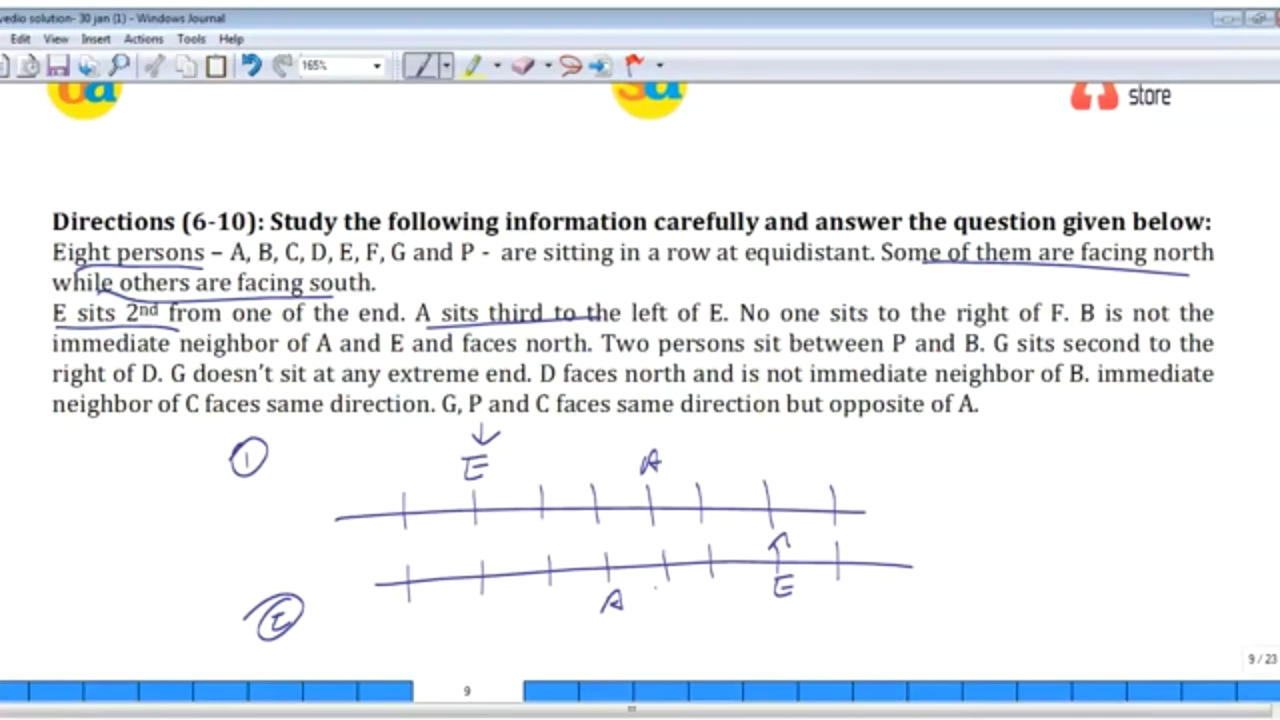 vedio solution- 30 jan (1) - Windows Journal
Edit View Insert Actions Tools Help
165%
store
Directions (6-10): Study the following information carefully and answer the question given below:
Eight persons – A, B, C, D, E, F, G and P - are sitting in a row at equidistant. Some of them are facing north
while others are facing south.
E sits 2nd from one of the end. A sits third to the left of E. No one sits to the right of F. B is not the
immediate neighbor of A and E and faces north. Two persons sit between P and B. G sits second to the
right of D. G doesn't sit at any extreme end. D faces north and is not immediate neighbor of B. immediate
neighbor of C faces same direction. G, P and C faces same direction but opposite of A.
1
E A
A E
9 / 23
9